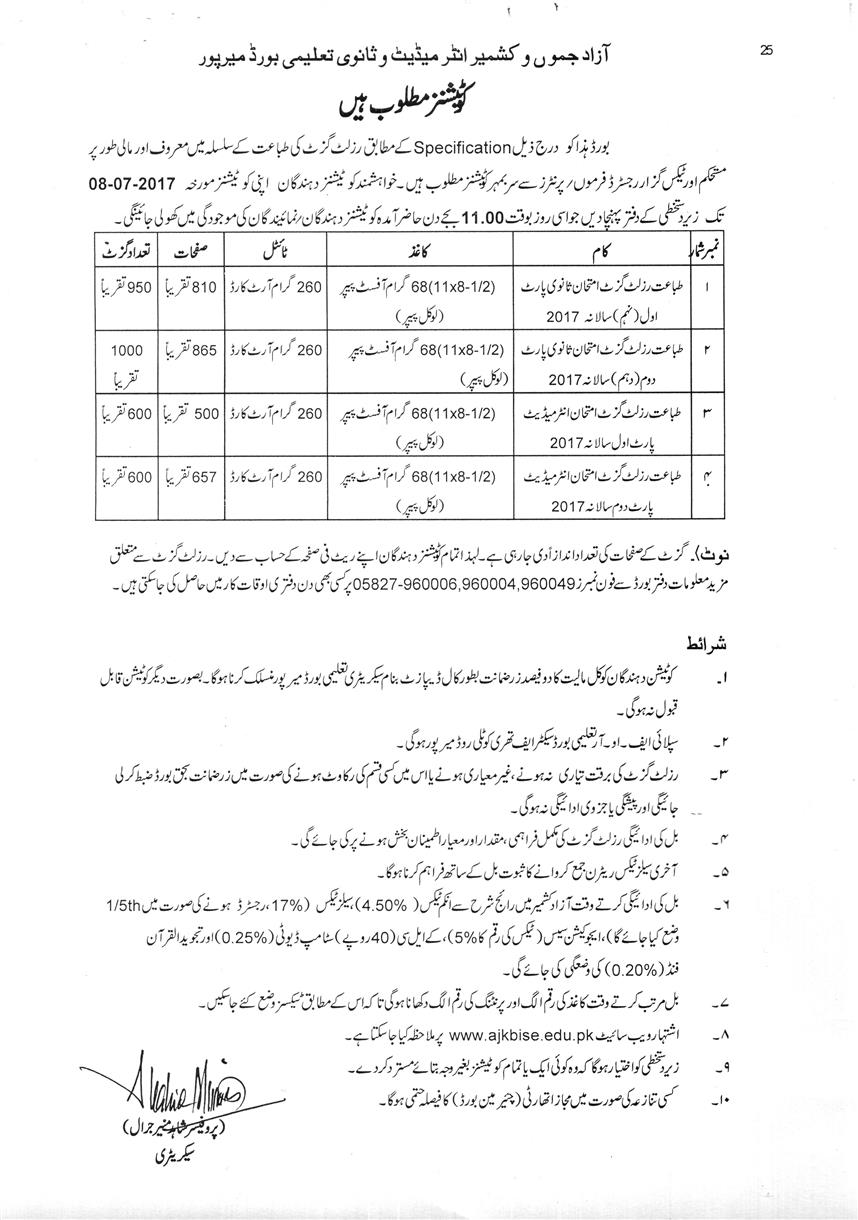 25
آزاد جموں و کشمیر انٹر میڈیٹ و ثانوی تعلیمی بورڈ میرپور
کوٹیشنز مطلوب ہیں
بورڈ ہذا کو درج ذیل Specification کے مطابق رزلٹ گزٹ کی طباعت کے سلسلہ میں معروف اور مالی طور پر
مستحکم اور ٹیکس گزار رجسٹرڈ فرموں/پرنٹرز سے سربمہر کوٹیشنز مطلوب ہیں۔ خواہشمند کوٹیشنز دہندگان اپنی کوٹیشنز مورخہ 08-07-2017
تک زیر دستخطی کے دفتر پہنچا دیں جو اسی روز بوقت 11.00 بجے دن حاضر آمدہ کوٹیشنز دہندگان/نمائیندگان کی موجودگی میں کھولی جائینگی۔
نمبر شمار کام کاغذ ٹائٹل صفحات تعداد گزٹ
۱ طباعت رزلٹ گزٹ امتحان ثانوی پارٹ 68(11x8-1/2) گرام آفسٹ پیپر 260 گرام آرٹ کارڈ 810 تقریباً 950 تقریباً
اول (نہم) سالانہ 2017 (لوکل پیپر)
۲ طباعت رزلٹ گزٹ امتحان ثانوی پارٹ 68(11x8-1/2) گرام آفسٹ پیپر 260 گرام آرٹ کارڈ 865 تقریباً 1000
دوم (دہم) سالانہ 2017 (لوکل پیپر) تقریباً
۳ طباعت رزلٹ گزٹ امتحان انٹرمیڈیٹ 68(11x8-1/2) گرام آفسٹ پیپر 260 گرام آرٹ کارڈ 500 تقریباً 600 تقریباً
پارٹ اول سالانہ 2017 (لوکل پیپر)
۴ طباعت رزلٹ گزٹ امتحان انٹرمیڈیٹ 68(11x8-1/2) گرام آفسٹ پیپر 260 گرام آرٹ کارڈ 657 تقریباً 600 تقریباً
پارٹ دوم سالانہ 2017 (لوکل پیپر)
نوٹ)۔ گزٹ کے صفحات کی تعداد اندازاً دی جا رہی ہے۔ لہذا تمام کوٹیشنز دہندگان اپنے ریٹ فی صفحہ کے حساب سے دیں۔ رزلٹ گزٹ سے متعلق
مزید معلومات دفتر بورڈ سے فون نمبرز 05827-960006,960004,960049 پر کسی بھی دن دفتری اوقات کار میں حاصل کی جاسکتی ہیں۔
شرائط
۱۔ کوٹیشن دہندگان کو کل مالیت کا دو فیصد زر ضمانت بطور کال ڈیپازٹ بنام سیکریٹری تعلیمی بورڈ میرپور منسلک کرنا ہوگا۔ بصورت دیگر کوٹیشن قابل
قبول نہ ہوگی۔
۲۔ سپلائی ایف۔او۔آر تعلیمی بورڈ سیکٹر ایف تھری کوٹلی روڈ میرپور ہوگی۔
۳۔ رزلٹ گزٹ کی بروقت تیاری نہ ہونے، غیر معیاری ہونے یا اس میں کسی قسم کی رکاوٹ ہونے کی صورت میں زر ضمانت بحق بورڈ ضبط کر لی
جائیگی اور پیشگی یا جزوی ادائیگی نہ ہوگی۔
۴۔ بل کی ادائیگی رزلٹ گزٹ کی مکمل فراہمی، مقدار اور معیار اطمینان بخش ہونے پر کی جائے گی۔
۵۔ آخری سیلز ٹیکس ریٹرن جمع کروانے کا ثبوت بل کے ساتھ فراہم کرنا ہوگا۔
۶۔ بل کی ادائیگی کرتے وقت آزاد کشمیر میں رائج شرح سے انکم ٹیکس (4.50%)، سیلز ٹیکس (17%، رجسٹرڈ ہونے کی صورت میں 1/5th
وضع کیا جائے گا)، ایجوکیشن سیس (ٹیکس کی رقم کا 5%)، کے ایل سی (40 روپے) سٹامپ ڈیوٹی (0.25%) اور تجوید القرآن
فنڈ (0.20%) کی وضعگی کی جائے گی۔
۷۔ بل مرتب کرتے وقت کاغذ کی رقم الگ اور پرنٹنگ کی رقم الگ دکھانا ہوگی تاکہ اس کے مطابق ٹیکسز وضع کئے جاسکیں۔
۸۔ اشتہار ویب سائیٹ www.ajkbise.edu.pk پر ملاحظہ کیا جاسکتا ہے۔
۹۔ زیر دستخطی کو اختیار ہوگا کہ وہ کوئی ایک یا تمام کوٹیشنز بغیر وجہ بتائے مسترد کر دے۔
۱۰۔ کسی تنازعہ کی صورت میں مجاز اتھارٹی (چیئرمین بورڈ) کا فیصلہ حتمی ہوگا۔
(پروفیسر شاہد منیر جرال)
سیکریٹری